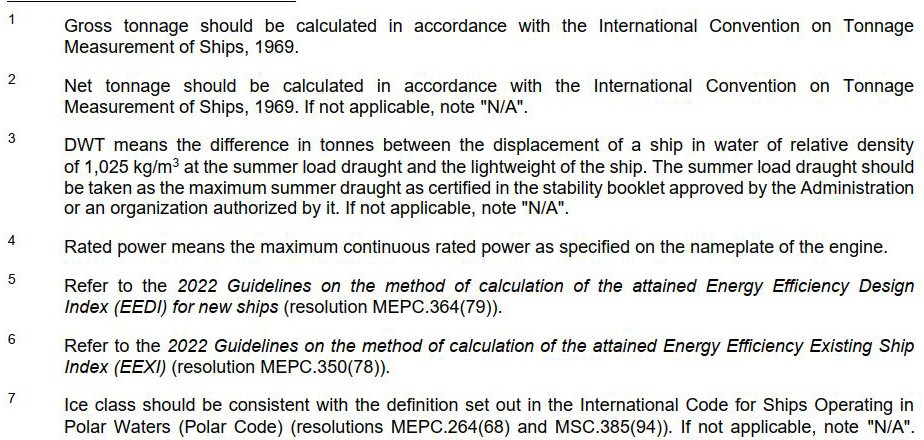 1 Gross tonnage should be calculated in accordance with the International Convention on Tonnage
Measurement of Ships, 1969.
2 Net tonnage should be calculated in accordance with the International Convention on Tonnage
Measurement of Ships, 1969. If not applicable, note "N/A".
3 DWT means the difference in tonnes between the displacement of a ship in water of relative density
of 1,025 kg/m³ at the summer load draught and the lightweight of the ship. The summer load draught should
be taken as the maximum summer draught as certified in the stability booklet approved by the Administration
or an organization authorized by it. If not applicable, note "N/A".
4 Rated power means the maximum continuous rated power as specified on the nameplate of the engine.
5 Refer to the 2022 Guidelines on the method of calculation of the attained Energy Efficiency Design
Index (EEDI) for new ships (resolution MEPC.364(79)).
6 Refer to the 2022 Guidelines on the method of calculation of the attained Energy Efficiency Existing Ship
Index (EEXI) (resolution MEPC.350(78)).
7 Ice class should be consistent with the definition set out in the International Code for Ships Operating in
Polar Waters (Polar Code) (resolutions MEPC.264(68) and MSC.385(94)). If not applicable, note "N/A".